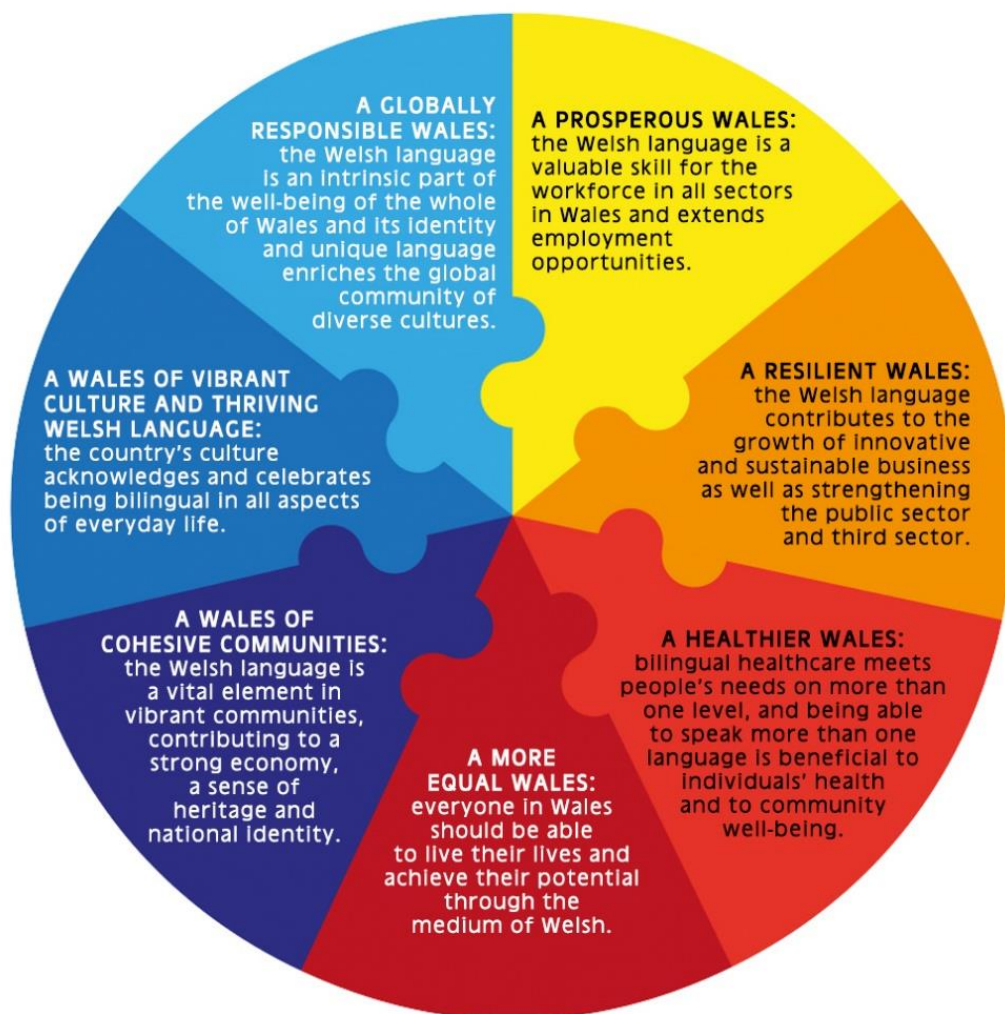 A PROSPEROUS WALES:
the Welsh language is a
valuable skill for the
workforce in all sectors
in Wales and extends
employment
opportunities.
A RESILIENT WALES:
the Welsh language
contributes to the
growth of innovative
and sustainable business
as well as strengthening
the public sector
and third sector.
A HEALTHIER WALES:
bilingual healthcare meets
people's needs on more than
one level, and being able
to speak more than one
language is beneficial to
individuals' health
and to community
well-being.
A MORE
EQUAL WALES:
everyone in Wales
should be able
to live their lives and
achieve their potential
through the
medium of Welsh.
A WALES OF
COHESIVE COMMUNITIES:
the Welsh language is
a vital element in
vibrant communities,
contributing to a
strong economy,
a sense of
heritage and
national identity.
A WALES OF VIBRANT
CULTURE AND THRIVING
WELSH LANGUAGE:
the country's culture
acknowledges and celebrates
being bilingual in all aspects
of everyday life.
A GLOBALLY
RESPONSIBLE WALES:
the Welsh language
is an intrinsic part of
the well-being of the whole
of Wales and its identity
and unique language
enriches the global
community of
diverse cultures.